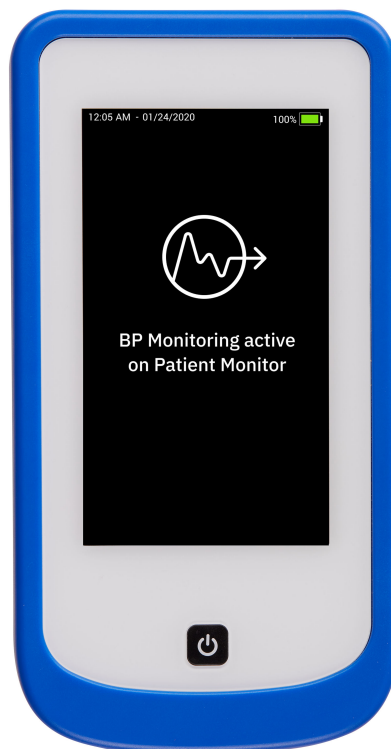 12:05 AM - 01/24/2020 100%
BP Monitoring active
on Patient Monitor